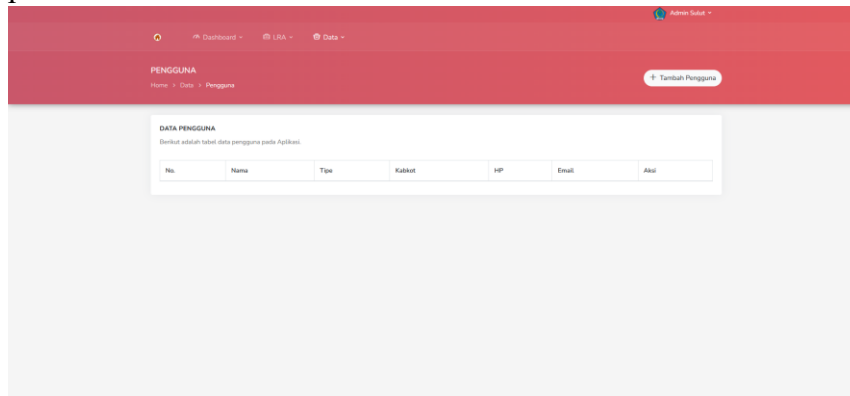 Admin Sulut
Dashboard LRA Data
PENGGUNA
Home > Data > Pengguna
+ Tambah Pengguna
DATA PENGGUNA
Berikut adalah tabel data pengguna pada Aplikasi.
No. Nama Tipe Kabkot HP Email Aksi